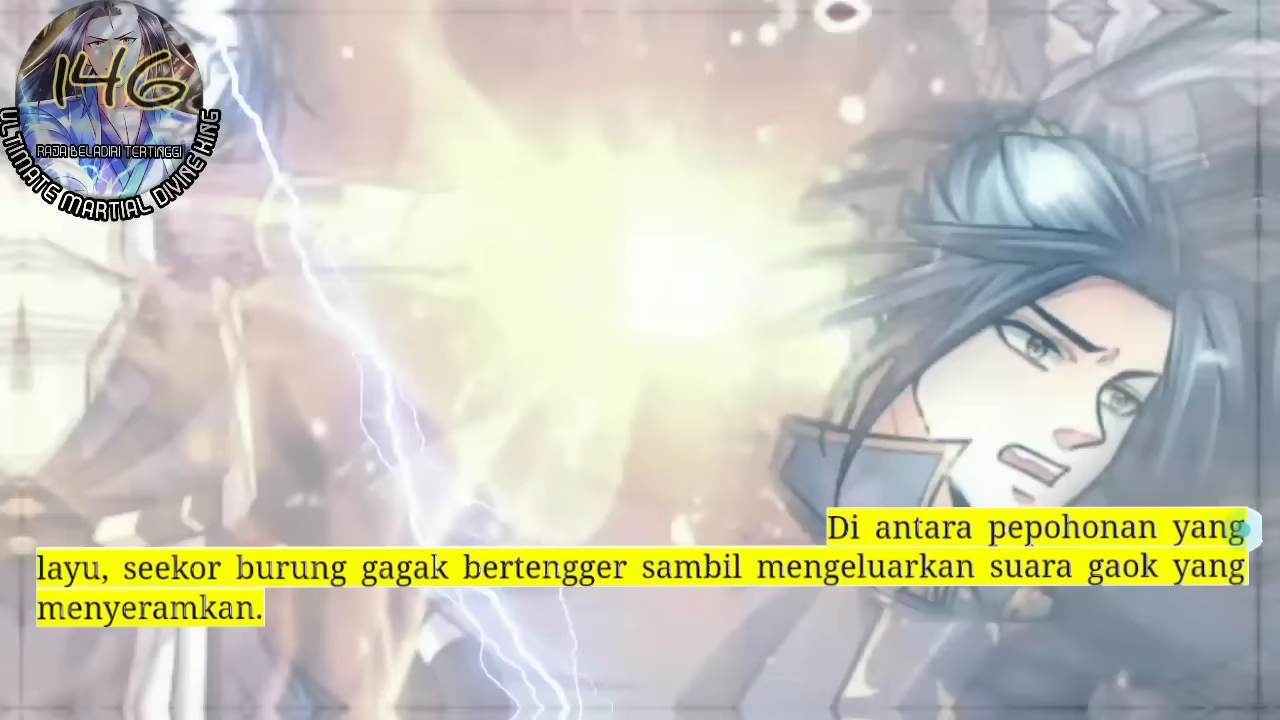 146
RAJA BELADIRI TERTINGGI
ULTIMATE MARTIAL DIVINE KING
Di antara pepohonan yang
layu, seekor burung gagak bertengger sambil mengeluarkan suara gaok yang
menyeramkan.